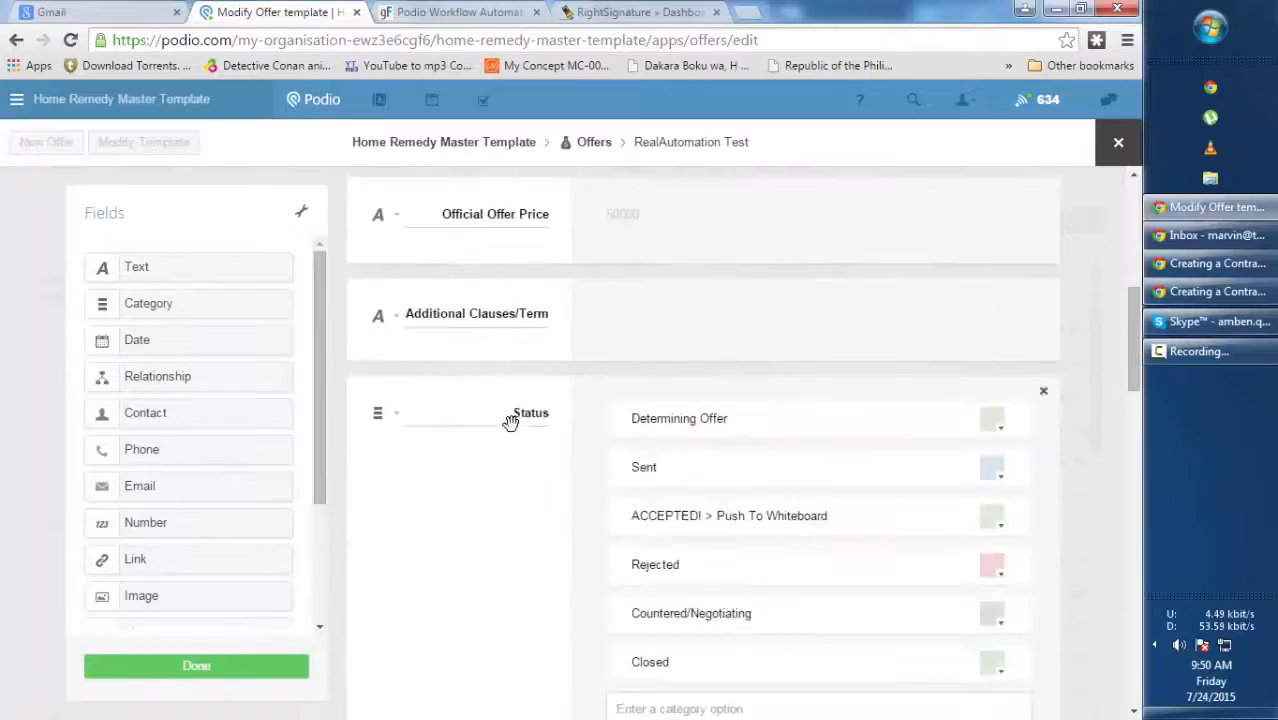 Gmail
Modify Offer template | H
Podio Workflow Automat
RightSignature » Dashbo
https://podio.com/my-organisation-ewz3se6cgf6/home-remedy-master-template/apps/offers/edit
Apps
Download Torrents. ...
Detective Conan ani...
YouTube to mp3 Co...
My Concept MC-00...
Dakara Boku wa, H ...
Republic of the Phili...
»
Other bookmarks
Home Remedy Master Template
Podio
?
634
New Offer
Modify Template
Home Remedy Master Template > Offers > RealAutomation Test
Fields
Text
Category
Date
Relationship
Contact
Phone
Email
123 Number
Link
Image
Done
Official Offer Price
50000
Additional Clauses/Term
Status
Determining Offer
Sent
ACCEPTED! > Push To Whiteboard
Rejected
Countered/Negotiating
Closed
Enter a category option
Modify Offer tem...
Inbox - marvin@t...
Creating a Contra...
Creating a Contra...
Skype™ - amben.q...
Recording...
U: 4.49 kbit/s
D: 53.59 kbit/s
9:50 AM
Friday
7/24/2015